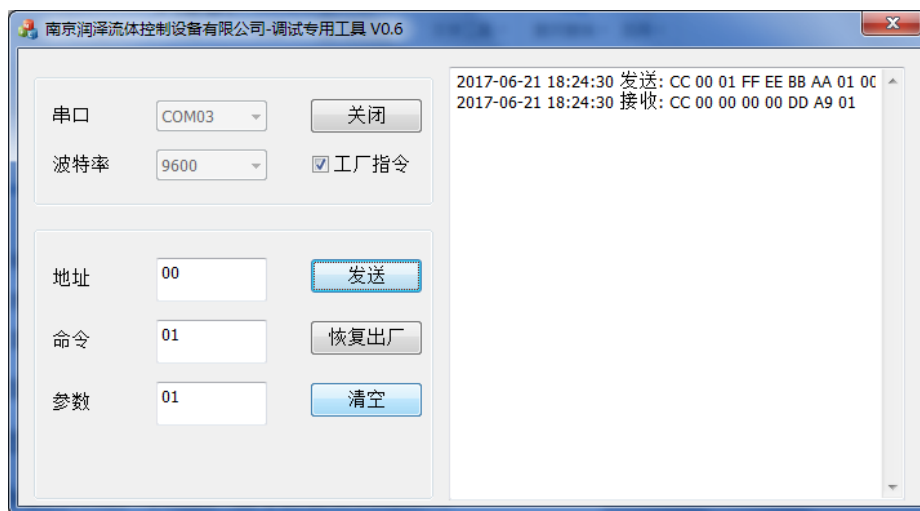 南京润泽流体控制设备有限公司-调试专用工具 V0.6
串口
COM03
关闭
波特率
9600
工厂指令
地址
00
发送
命令
01
恢复出厂
参数
01
清空
2017-06-21 18:24:30 发送: CC 00 01 FF EE BB AA 01 00
2017-06-21 18:24:30 接收: CC 00 00 00 00 DD A9 01